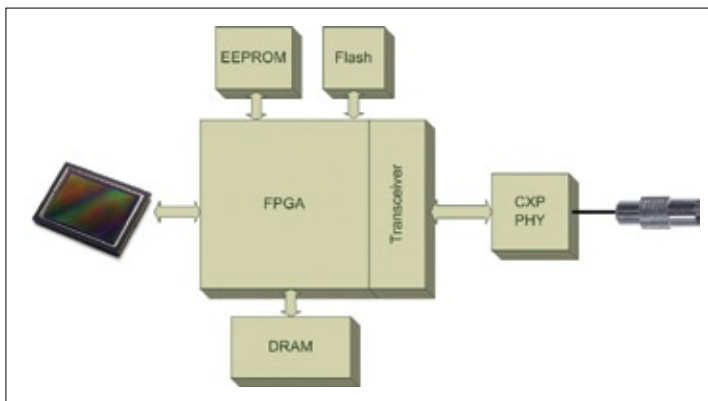 EEPROM
Flash
FPGA
Transceiver
CXP
PHY
DRAM